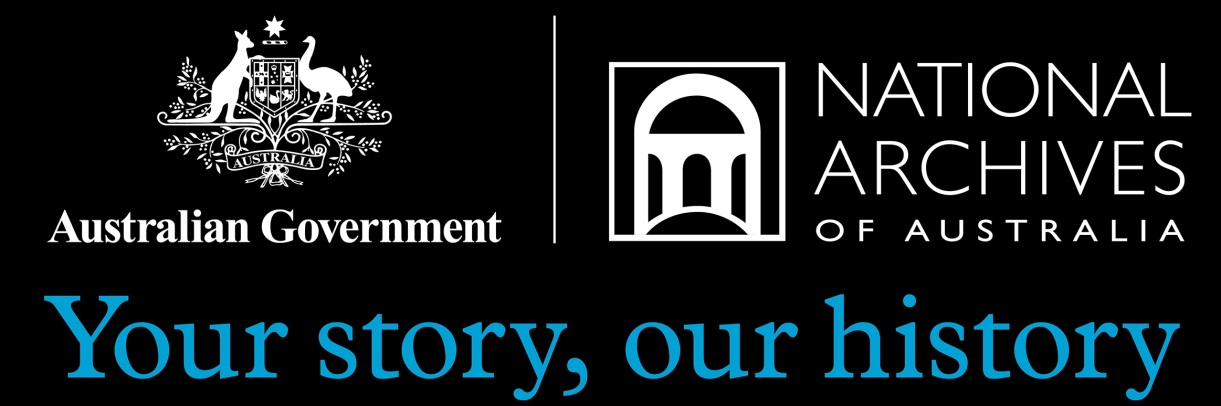 AUSTRALIA
Australian Government
NATIONAL
ARCHIVES
OF AUSTRALIA
Your story, our history